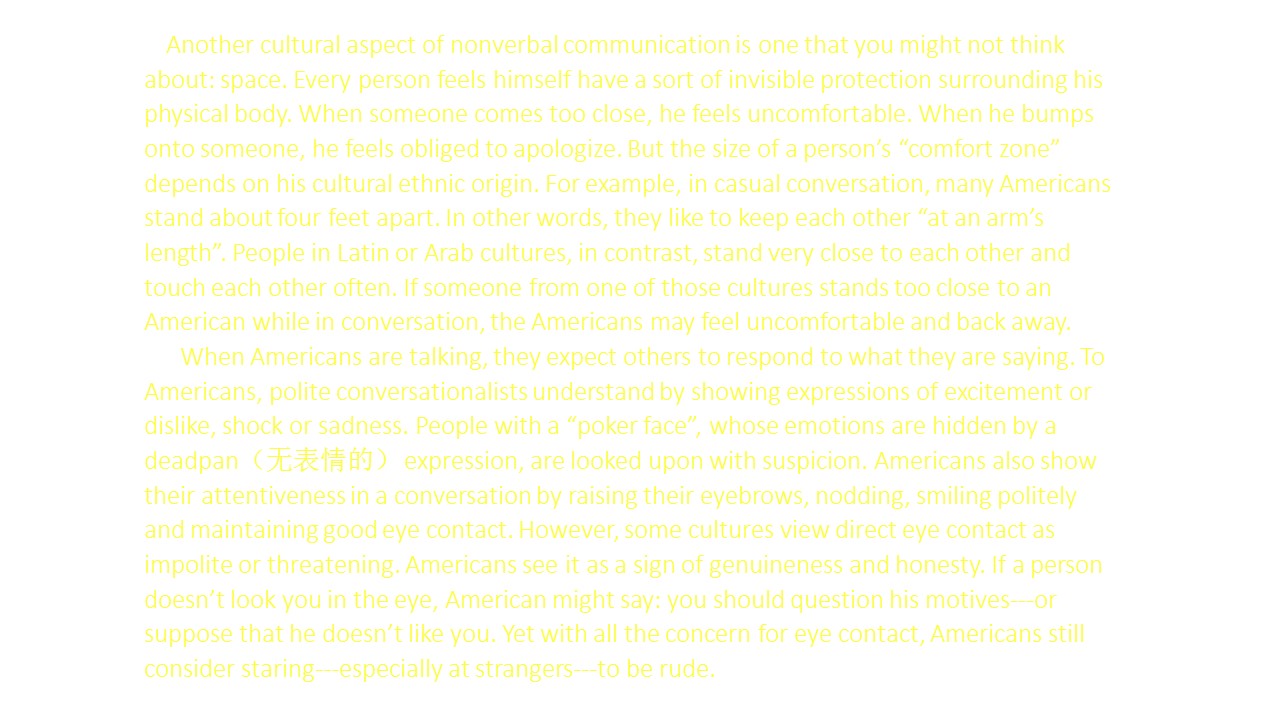 Another cultural aspect of nonverbal communication is one that you might not think
about: space. Every person feels himself have a sort of invisible protection surrounding his
physical body. When someone comes too close, he feels uncomfortable. When he bumps
onto someone, he feels obliged to apologize. But the size of a person’s “comfort zone”
depends on his cultural ethnic origin. For example, in casual conversation, many Americans
stand about four feet apart. In other words, they like to keep each other “at an arm’s
length”. People in Latin or Arab cultures, in contrast, stand very close to each other and
touch each other often. If someone from one of those cultures stands too close to an
American while in conversation, the Americans may feel uncomfortable and back away.
When Americans are talking, they expect others to respond to what they are saying. To
Americans, polite conversationalists understand by showing expressions of excitement or
dislike, shock or sadness. People with a “poker face”, whose emotions are hidden by a
deadpan（无表情的） expression, are looked upon with suspicion. Americans also show
their attentiveness in a conversation by raising their eyebrows, nodding, smiling politely
and maintaining good eye contact. However, some cultures view direct eye contact as
impolite or threatening. Americans see it as a sign of genuineness and honesty. If a person
doesn’t look you in the eye, American might say: you should question his motives---or
suppose that he doesn’t like you. Yet with all the concern for eye contact, Americans still
consider staring---especially at strangers---to be rude.